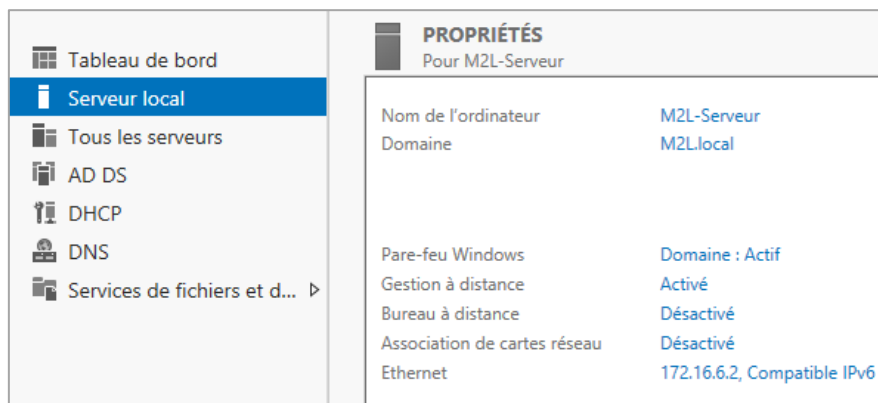 Tableau de bord
Serveur local
Tous les serveurs
AD DS
DHCP
DNS
Services de fichiers et d...
PROPRIÉTÉS
Pour M2L-Serveur
Nom de l'ordinateur M2L-Serveur
Domaine M2L.local
Pare-feu Windows Domaine : Actif
Gestion à distance Activé
Bureau à distance Désactivé
Association de cartes réseau Désactivé
Ethernet 172.16.6.2, Compatible IPv6